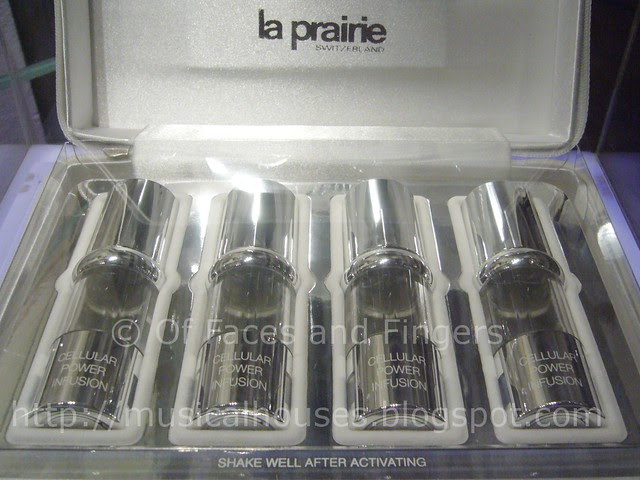 la prairie
SWITZERLAND
© Of Faces and Fingers
CELLULAR
POWER
INFUSION
CELLULAR
POWER
INFUSION
CELLULAR
POWER
INFUSION
CELLULAR
POWER
INFUSION
http://musicalhouses.blogspot.com
SHAKE WELL AFTER ACTIVATING